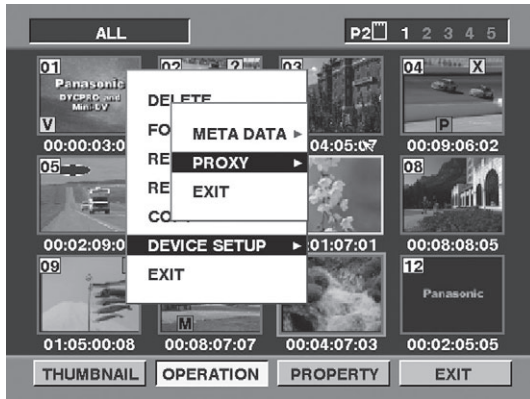 ALL
P2 1 2 3 4 5
01
02
?
03
04
X
Panasonic
DVCPRO and
Mini-DV
V
P
00:00:03:0
04:05:0
00:09:06:02
DELETE
FO
RE
RE
CO
DEVICE SETUP
EXIT
META DATA
PROXY
EXIT
05
08
00:02:09:0
:01:07:01
00:08:08:05
09
12
Panasonic
M
01:05:00:08
00:08:07:07
00:04:07:03
00:02:05:05
THUMBNAIL
OPERATION
PROPERTY
EXIT